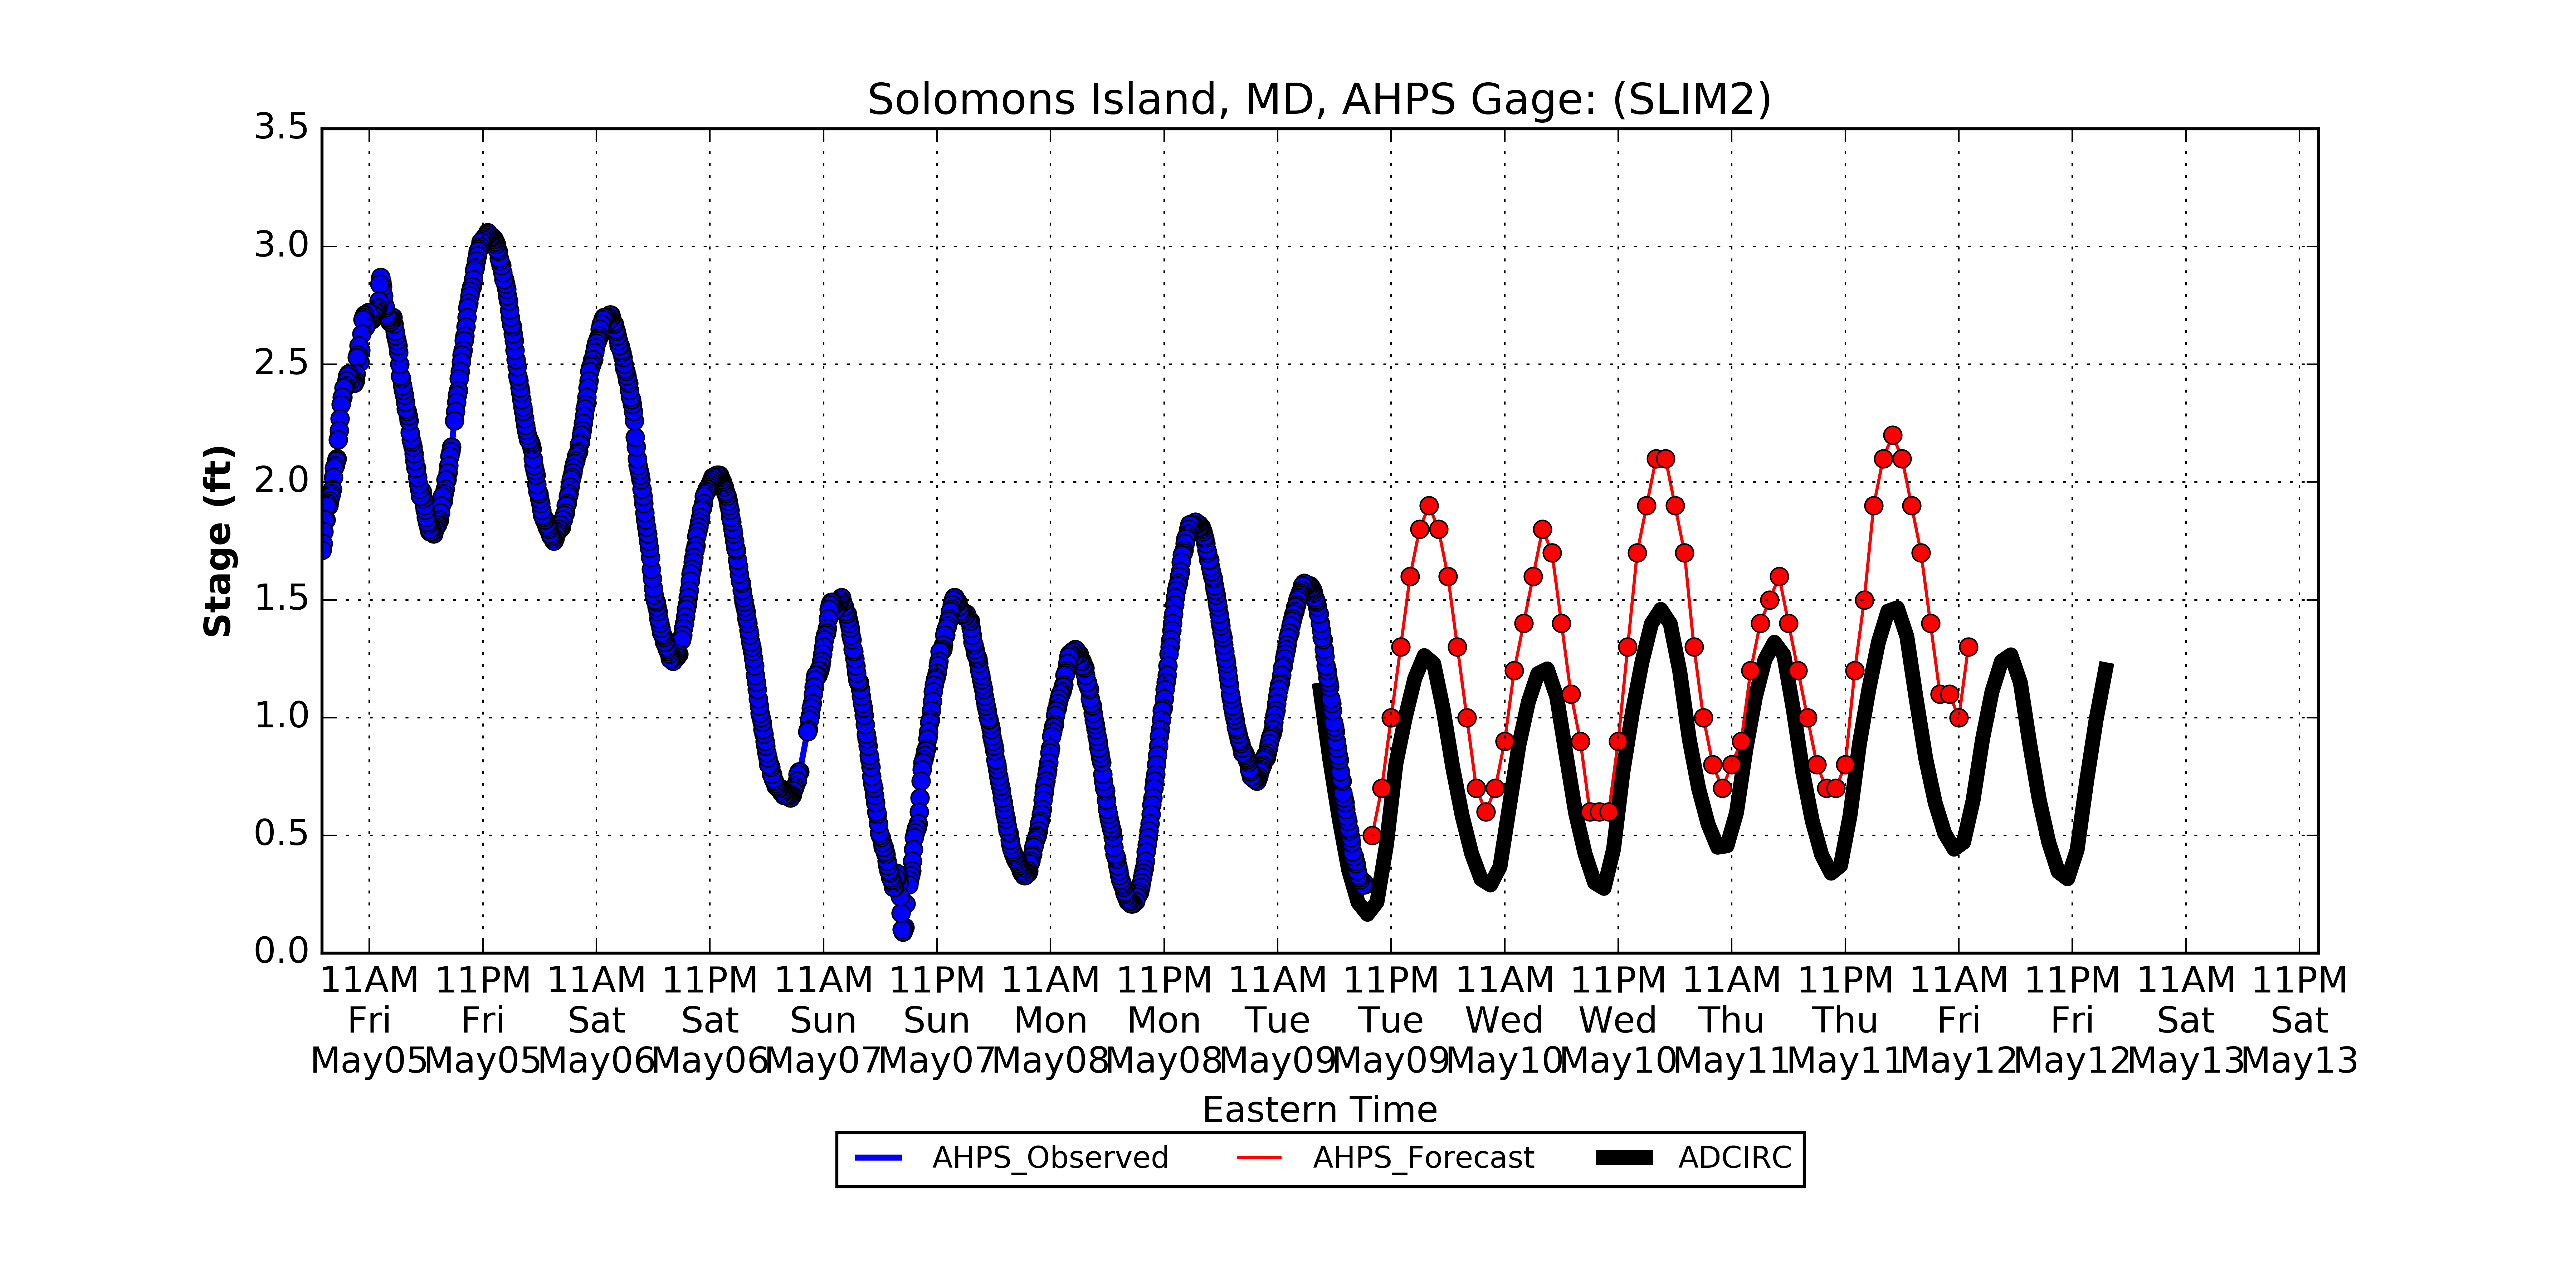 Solomons Island, MD, AHPS Gage: (SLIM2)
3.5
3.0
2.5
2.0
1.5
1.0
0.5
0.0
Stage (ft)
11AM 11PM 11AM 11PM 11AM 11PM 11AM 11PM 11AM 11PM 11AM 11PM 11AM 11PM 11AM 11PM 11AM 11PM
Fri Fri Sat Sat Sun Sun Mon Mon Tue Tue Wed Wed Thu Thu Fri Fri Sat Sat
May05 May05 May06 May06 May07 May07 May08 May08 May09 May09 May10 May10 May11 May11 May12 May12 May13 May13
Eastern Time
AHPS_Observed AHPS_Forecast ADCIRC